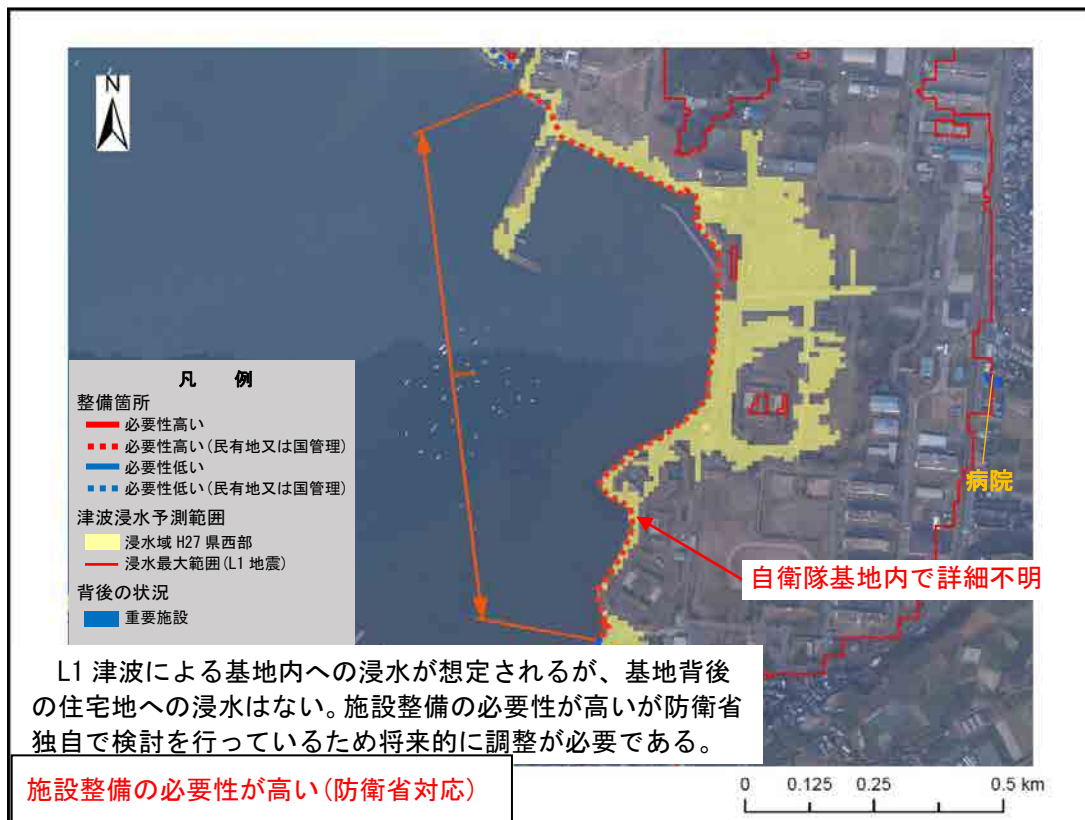 N
凡 例
整備箇所
必要性高い
必要性高い(民有地又は国管理)
必要性低い
必要性低い(民有地又は国管理)
津波浸水予測範囲
浸水域 H27 県西部
浸水最大範囲(L1 地震)
背後の状況
重要施設
病院
自衛隊基地内で詳細不明
L1 津波による基地内への浸水が想定されるが、基地背後
の住宅地への浸水はない。施設整備の必要性が高いが防衛省
独自で検討を行っているため将来的に調整が必要である。
施設整備の必要性が高い(防衛省対応)
0 0.125 0.25 0.5 km